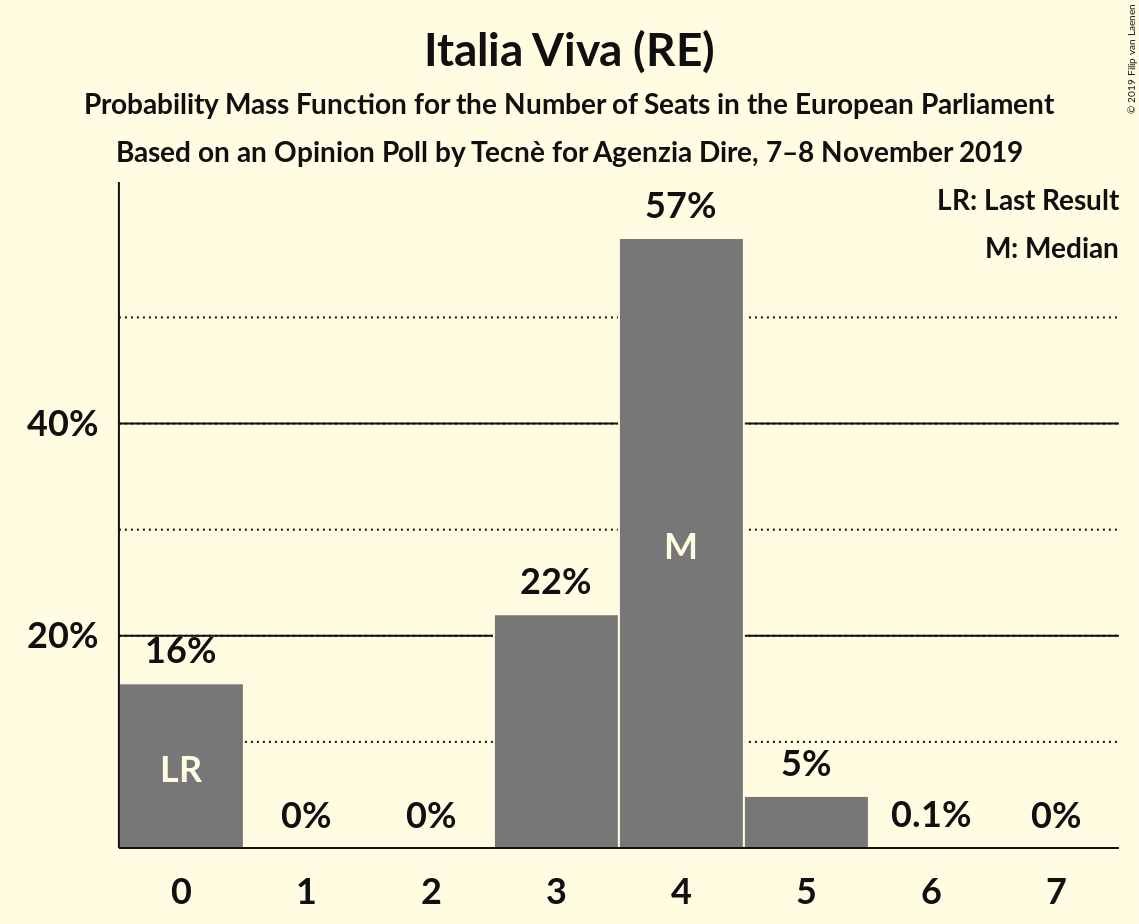 Italia Viva (RE)
Probability Mass Function for the Number of Seats in the European Parliament
Based on an Opinion Poll by Tecnè for Agenzia Dire, 7–8 November 2019
© 2019 Filip van Laenen
LR: Last Result
M: Median
57%
40%
M
22%
20%
16%
LR
5%
0%
0%
0.1%
0%
0 1 2 3 4 5 6 7